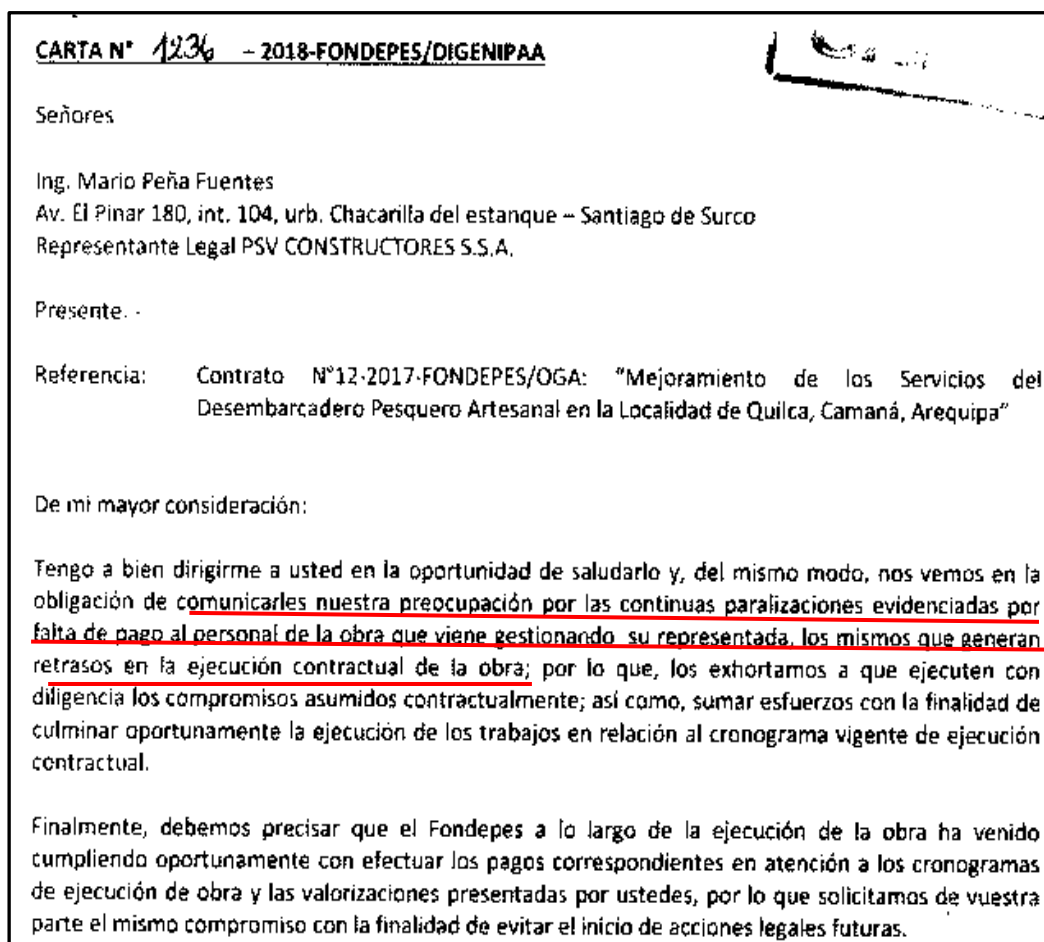 CARTA N° 1236 – 2018-FONDEPES/DIGENIPAA
Señores
Ing. Mario Peña Fuentes
Av. El Pinar 180, int. 104, urb. Chacarilla del estanque – Santiago de Surco
Representante Legal PSV CONSTRUCTORES S.S.A.
Presente. -
Referencia: Contrato N°12-2017-FONDEPES/OGA: "Mejoramiento de los Servicios del
Desembarcadero Pesquero Artesanal en la Localidad de Quilca, Camaná, Arequipa"
De mi mayor consideración:
Tengo a bien dirigirme a usted en la oportunidad de saludarlo y, del mismo modo, nos vemos en la
obligación de comunicarles nuestra preocupación por las continuas paralizaciones evidenciadas por
falta de pago al personal de la obra que viene gestionando su representada, los mismos que generan
retrasos en la ejecución contractual de la obra; por lo que, los exhortamos a que ejecuten con
diligencia los compromisos asumidos contractualmente; así como, sumar esfuerzos con la finalidad de
culminar oportunamente la ejecución de los trabajos en relación al cronograma vigente de ejecución
contractual.
Finalmente, debemos precisar que el Fondepes a lo largo de la ejecución de la obra ha venido
cumpliendo oportunamente con efectuar los pagos correspondientes en atención a los cronogramas
de ejecución de obra y las valorizaciones presentadas por ustedes, por lo que solicitamos de vuestra
parte el mismo compromiso con la finalidad de evitar el inicio de acciones legales futuras.